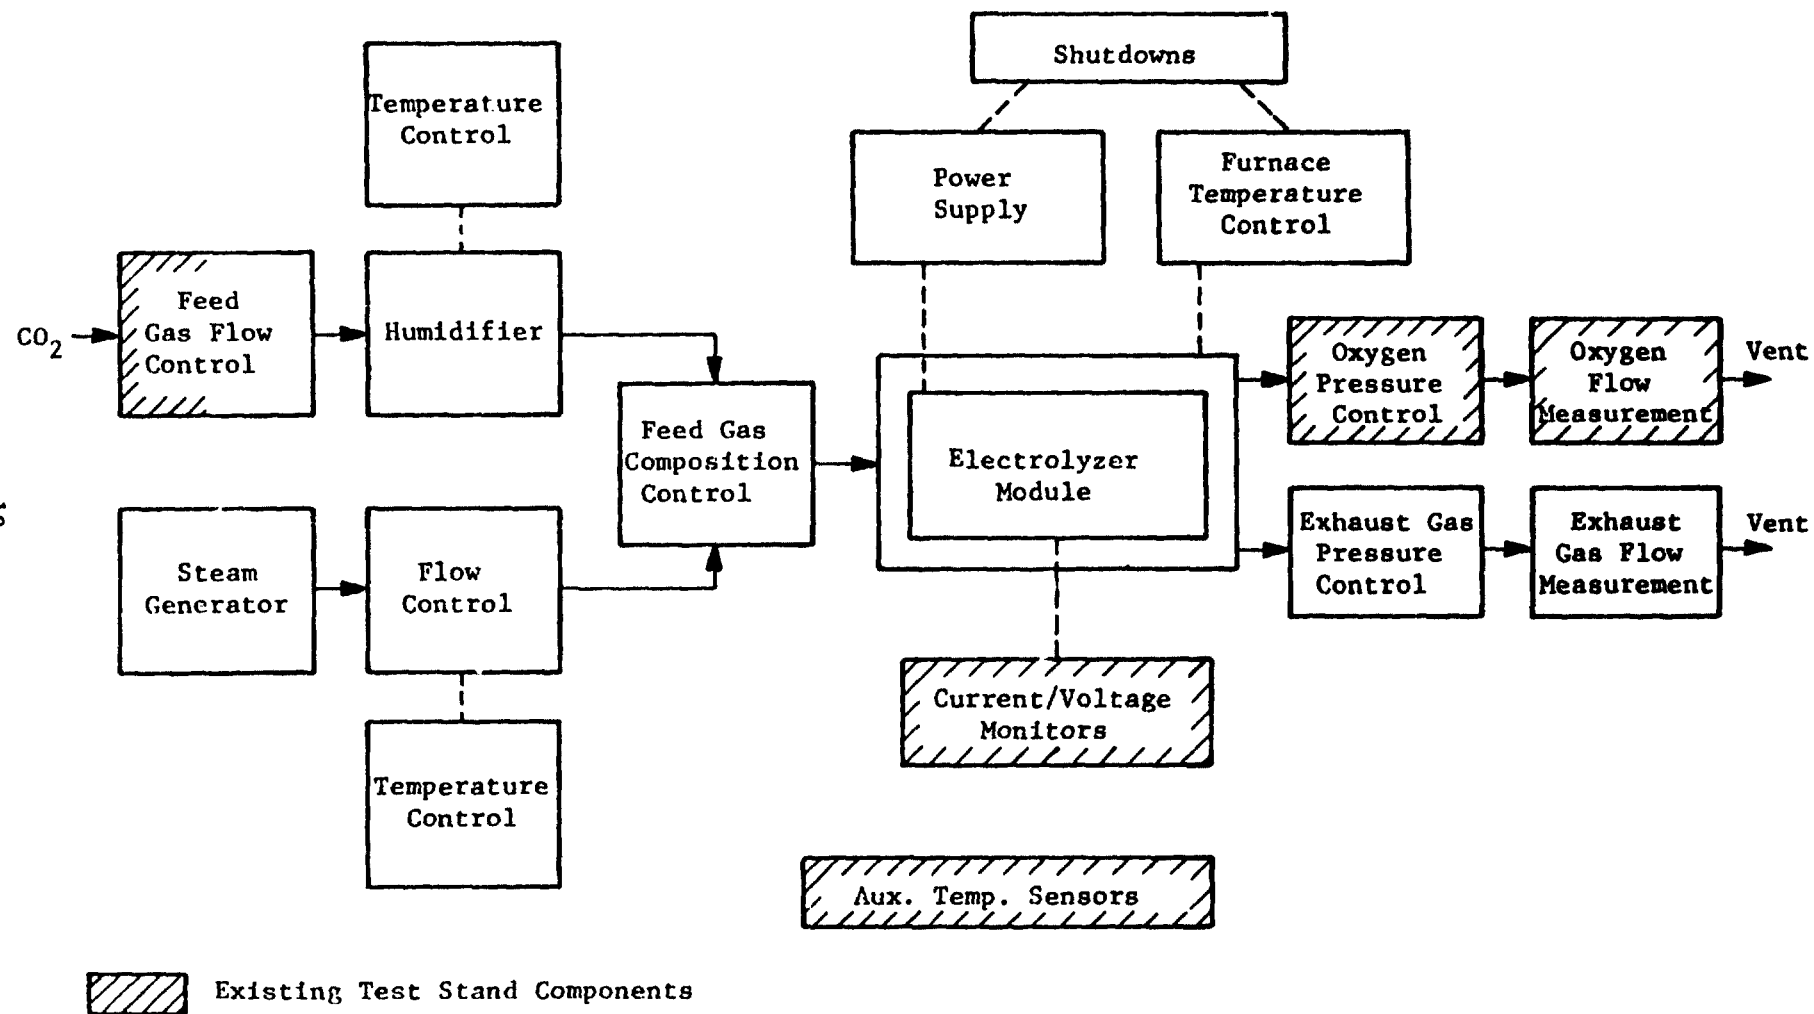 Shutdowns
Temperature
Control
Power
Supply
Furnace
Temperature
Control
CO2
Feed
Gas Flow
Control
Humidifier
Feed Gas
Composition
Control
Electrolyzer
Module
Oxygen
Pressure
Control
Oxygen
Flow
Measurement
Vent
Steam
Generator
Flow
Control
Exhaust Gas
Pressure
Control
Exhaust
Gas Flow
Measurement
Vent
Current/Voltage
Monitors
Temperature
Control
Aux. Temp. Sensors
Existing Test Stand Components